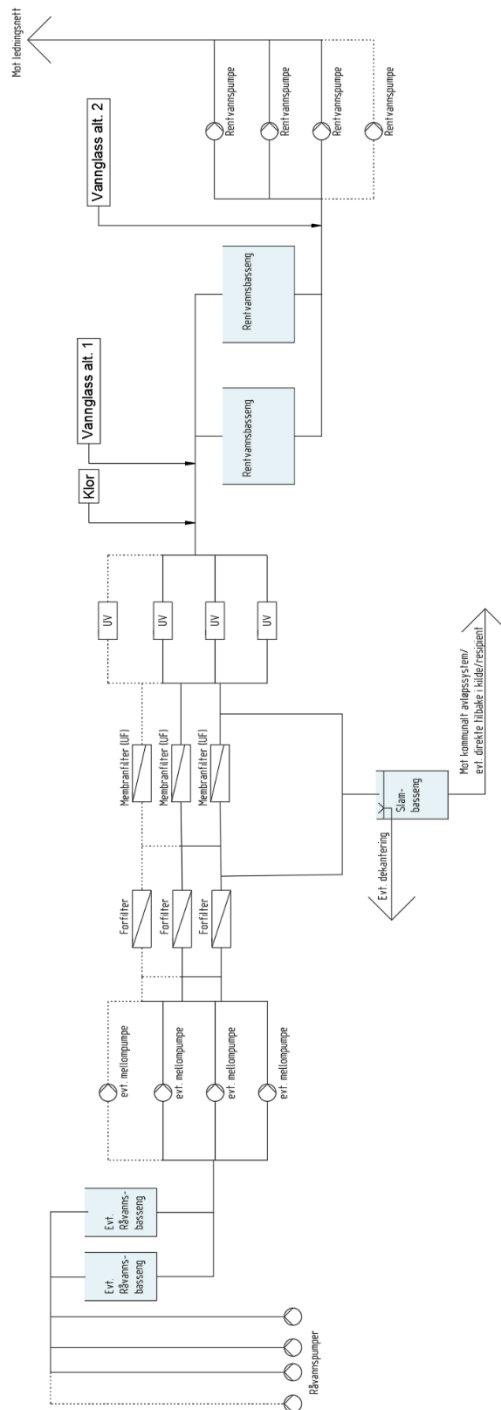 Råvannspumper
Evt.
Råvanns-
basseng
Evt.
Råvanns-
basseng
evt. mellompumpe
evt. mellompumpe
evt. mellompumpe
evt. mellompumpe
Forfilter
Forfilter
Forfilter
Membranfilter (UF)
Membranfilter (UF)
Membranfilter (UF)
UV
UV
UV
UV
Evt. dekantering
Slam-
basseng
Mot kommunalt avløpssystem/
evt. direkte tilbake i kilde/resipient
Klor
Vannglass alt. 1
Rentvannsbasseng
Rentvannsbasseng
Vannglass alt. 2
Rentvannspumpe
Rentvannspumpe
Rentvannspumpe
Rentvannspumpe
Mot ledningsnett